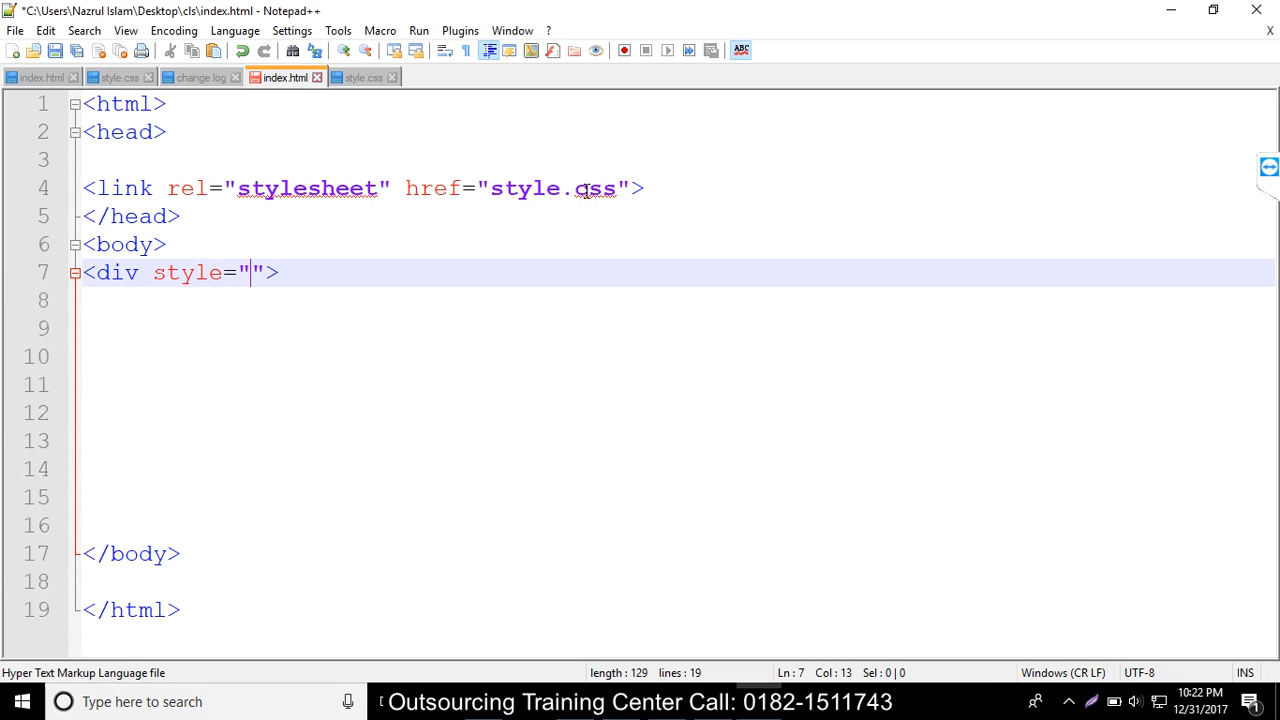 *C:\Users\Nazrul Islam\Desktop\cls\index.html - Notepad++
File Edit Search View Encoding Language Settings Tools Macro Run Plugins Window ?
X
ABC
index.html style.css change.log index.html style.css
1 <html>
2 <head>
3
4 <link rel="stylesheet" href="style.css">
5 </head>
6 <body>
7 <div style="">
8
9
10
11
12
13
14
15
16
17 </body>
18
19 </html>
Hyper Text Markup Language file length : 129 lines : 19 Ln : 7 Col : 13 Sel : 0 | 0 Windows (CR LF) UTF-8 INS
Type here to search [ Outsourcing Training Center Call: 0182-1511743 10:22 PM
12/31/2017 1